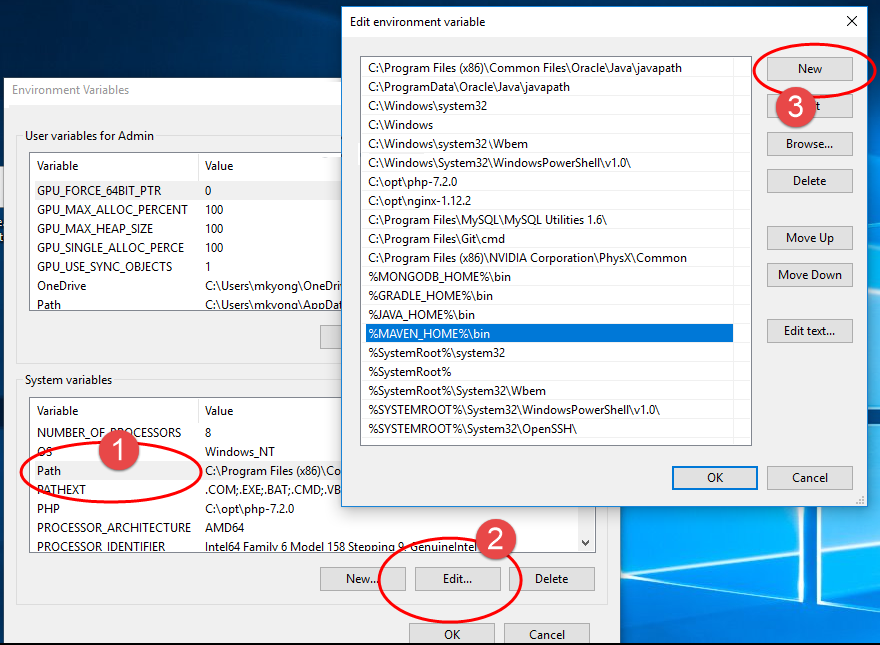 Edit environment variable
C:\Program Files (x86)\Common Files\Oracle\Java\javapath
C:\ProgramData\Oracle\Java\javapath
C:\Windows\system32
C:\Windows
C:\Windows\system32\Wbem
C:\Windows\System32\WindowsPowerShell\v1.0\
C:\opt\php-7.2.0
C:\opt\nginx-1.12.2
C:\Program Files\MySQL\MySQL Utilities 1.6\
C:\Program Files\Git\cmd
C:\Program Files (x86)\NVIDIA Corporation\PhysX\Common
%MONGODB_HOME%\bin
%GRADLE_HOME%\bin
%JAVA_HOME%\bin
%MAVEN_HOME%\bin
%SystemRoot%\system32
%SystemRoot%
%SystemRoot%\System32\Wbem
%SYSTEMROOT%\System32\WindowsPowerShell\v1.0\
%SYSTEMROOT%\System32\OpenSSH\
New
3
Browse...
Delete
Move Up
Move Down
Edit text...
OK Cancel
Environment Variables
User variables for Admin
Variable Value
GPU_FORCE_64BIT_PTR 0
GPU_MAX_ALLOC_PERCENT 100
GPU_MAX_HEAP_SIZE 100
GPU_SINGLE_ALLOC_PERCE 100
GPU_USE_SYNC_OBJECTS 1
OneDrive C:\Users\mkyong\OneDri
Path C:\Users\mkyong\AppDat
System variables
Variable Value
NUMBER_OF_PROCESSORS 8
1
OS Windows_NT
Path C:\Program Files (x86)\Co
PATHEXT .COM;.EXE;.BAT;.CMD;.VB
PHP C:\opt\php-7.2.0
PROCESSOR_ARCHITECTURE AMD64
PROCESSOR_IDENTIFIER Intel64 Family 6 Model 158 Stepping 9, GenuineIntel
2
New... Edit... Delete
OK Cancel